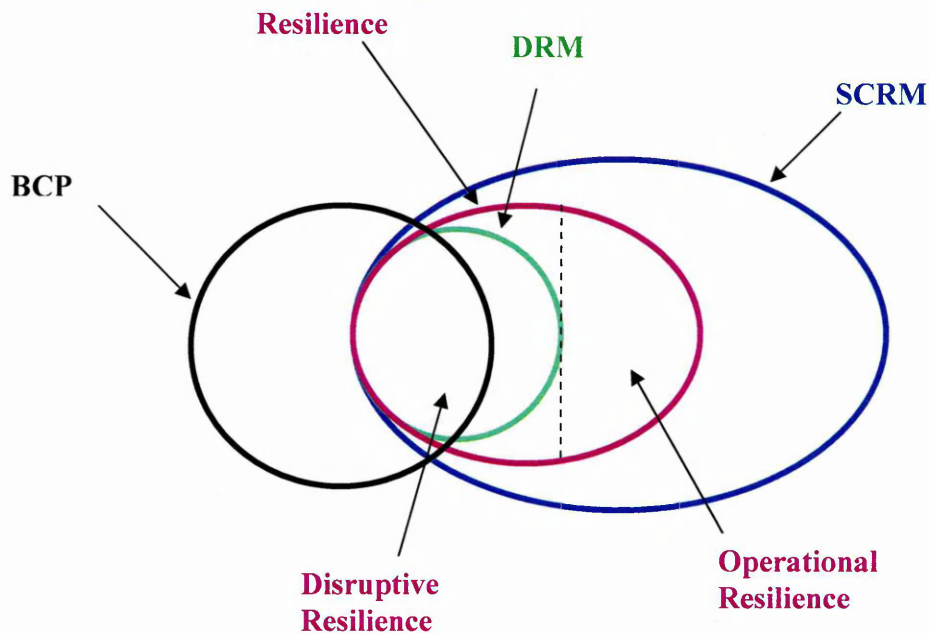 Resilience
DRM
SCRM
BCP
Disruptive
Resilience
Operational
Resilience